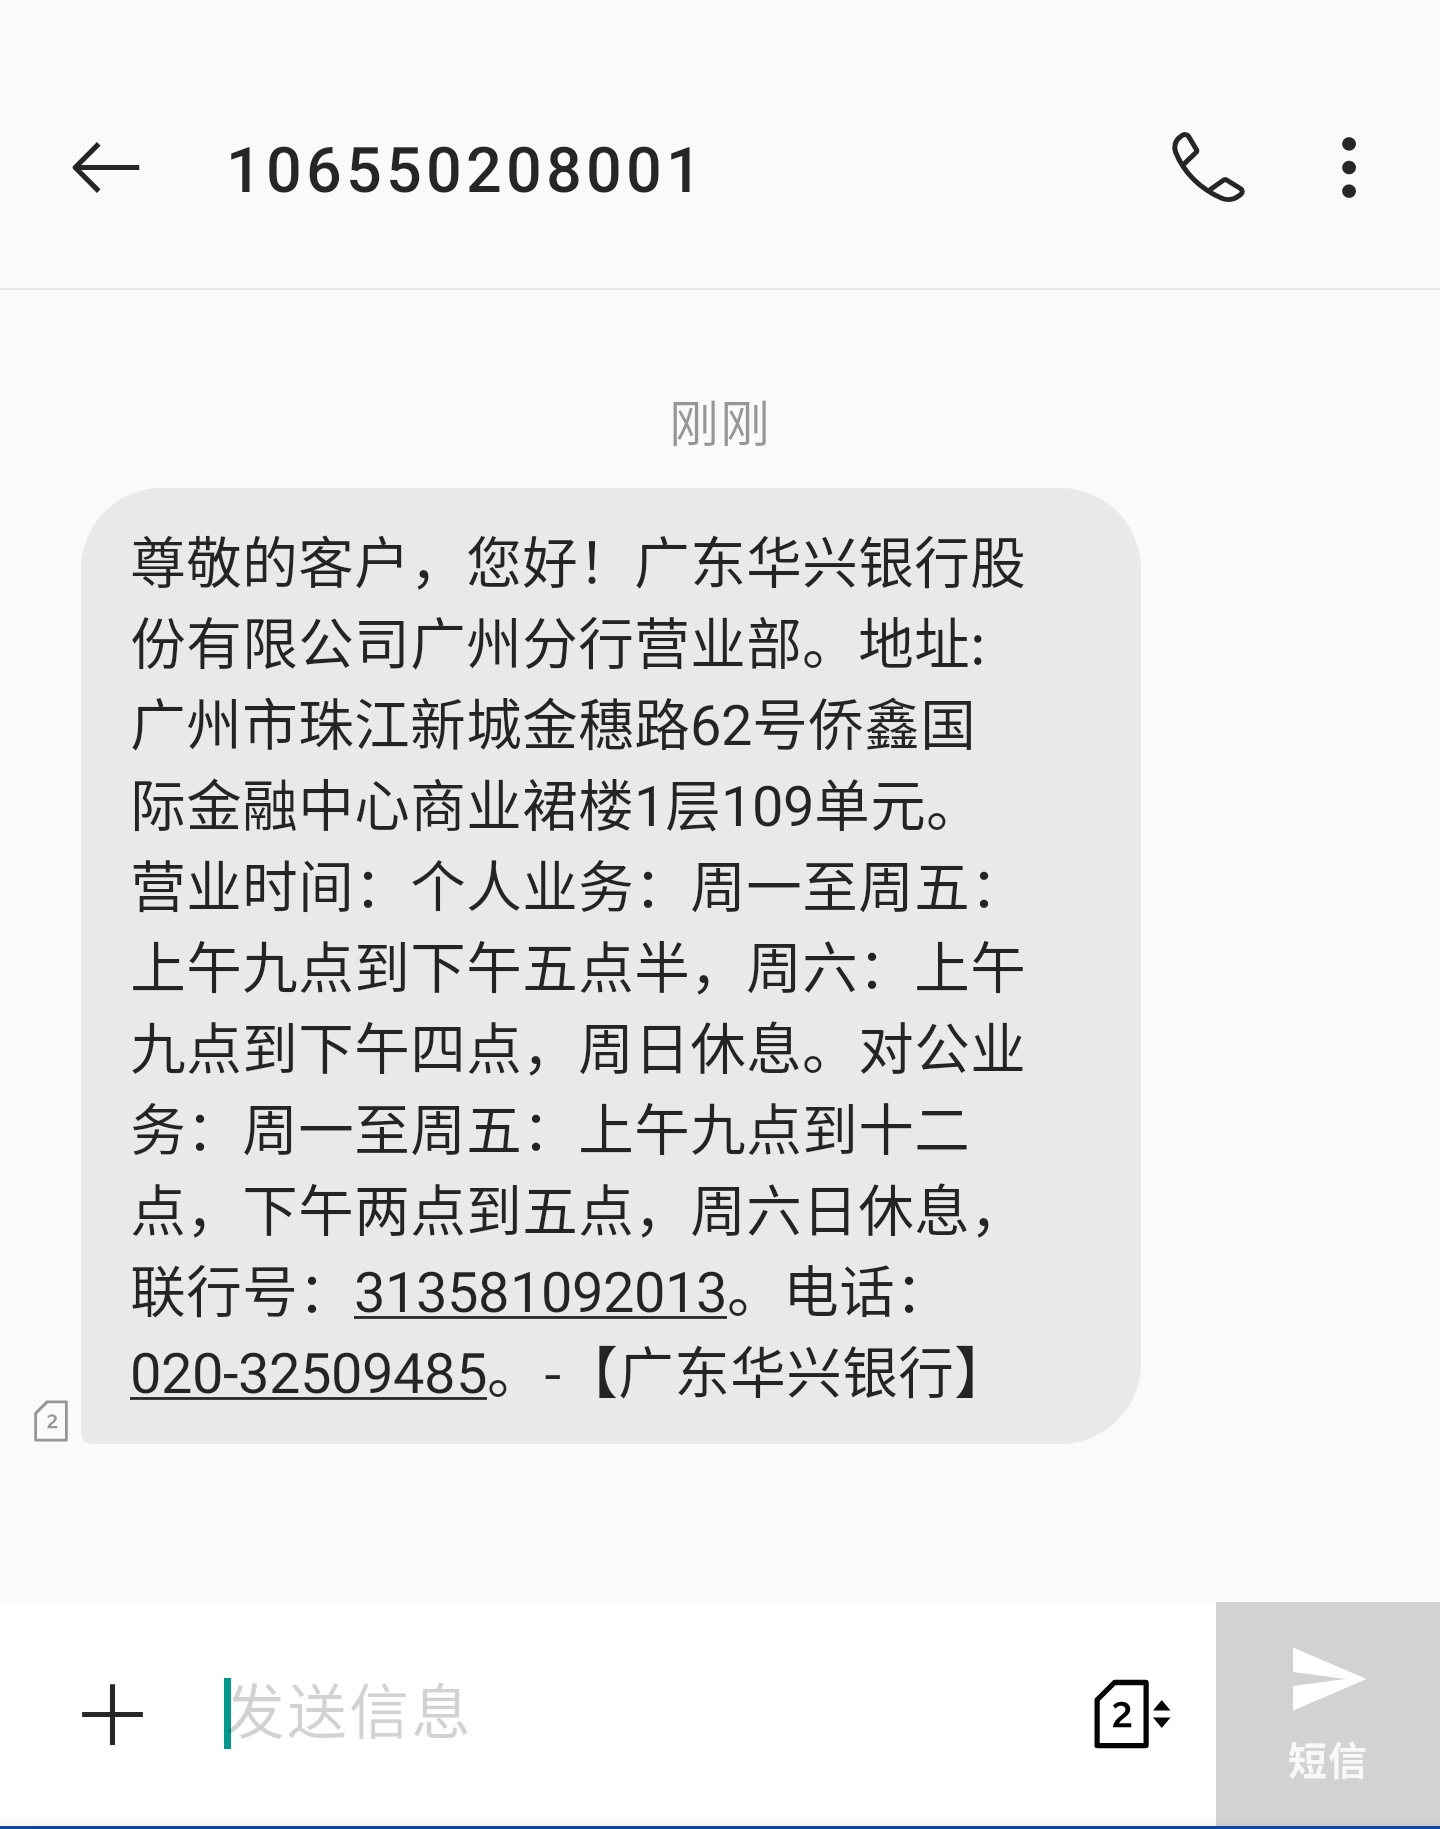 106550208001
刚刚
尊敬的客户，您好！广东华兴银行股
份有限公司广州分行营业部。地址:
广州市珠江新城金穗路62号侨鑫国
际金融中心商业裙楼1层109单元。
营业时间：个人业务：周一至周五：
上午九点到下午五点半，周六：上午
九点到下午四点，周日休息。对公业
务：周一至周五：上午九点到十二
点，下午两点到五点，周六日休息，
联行号：313581092013。电话：
020-32509485。-【广东华兴银行】
2
发送信息
2
短信